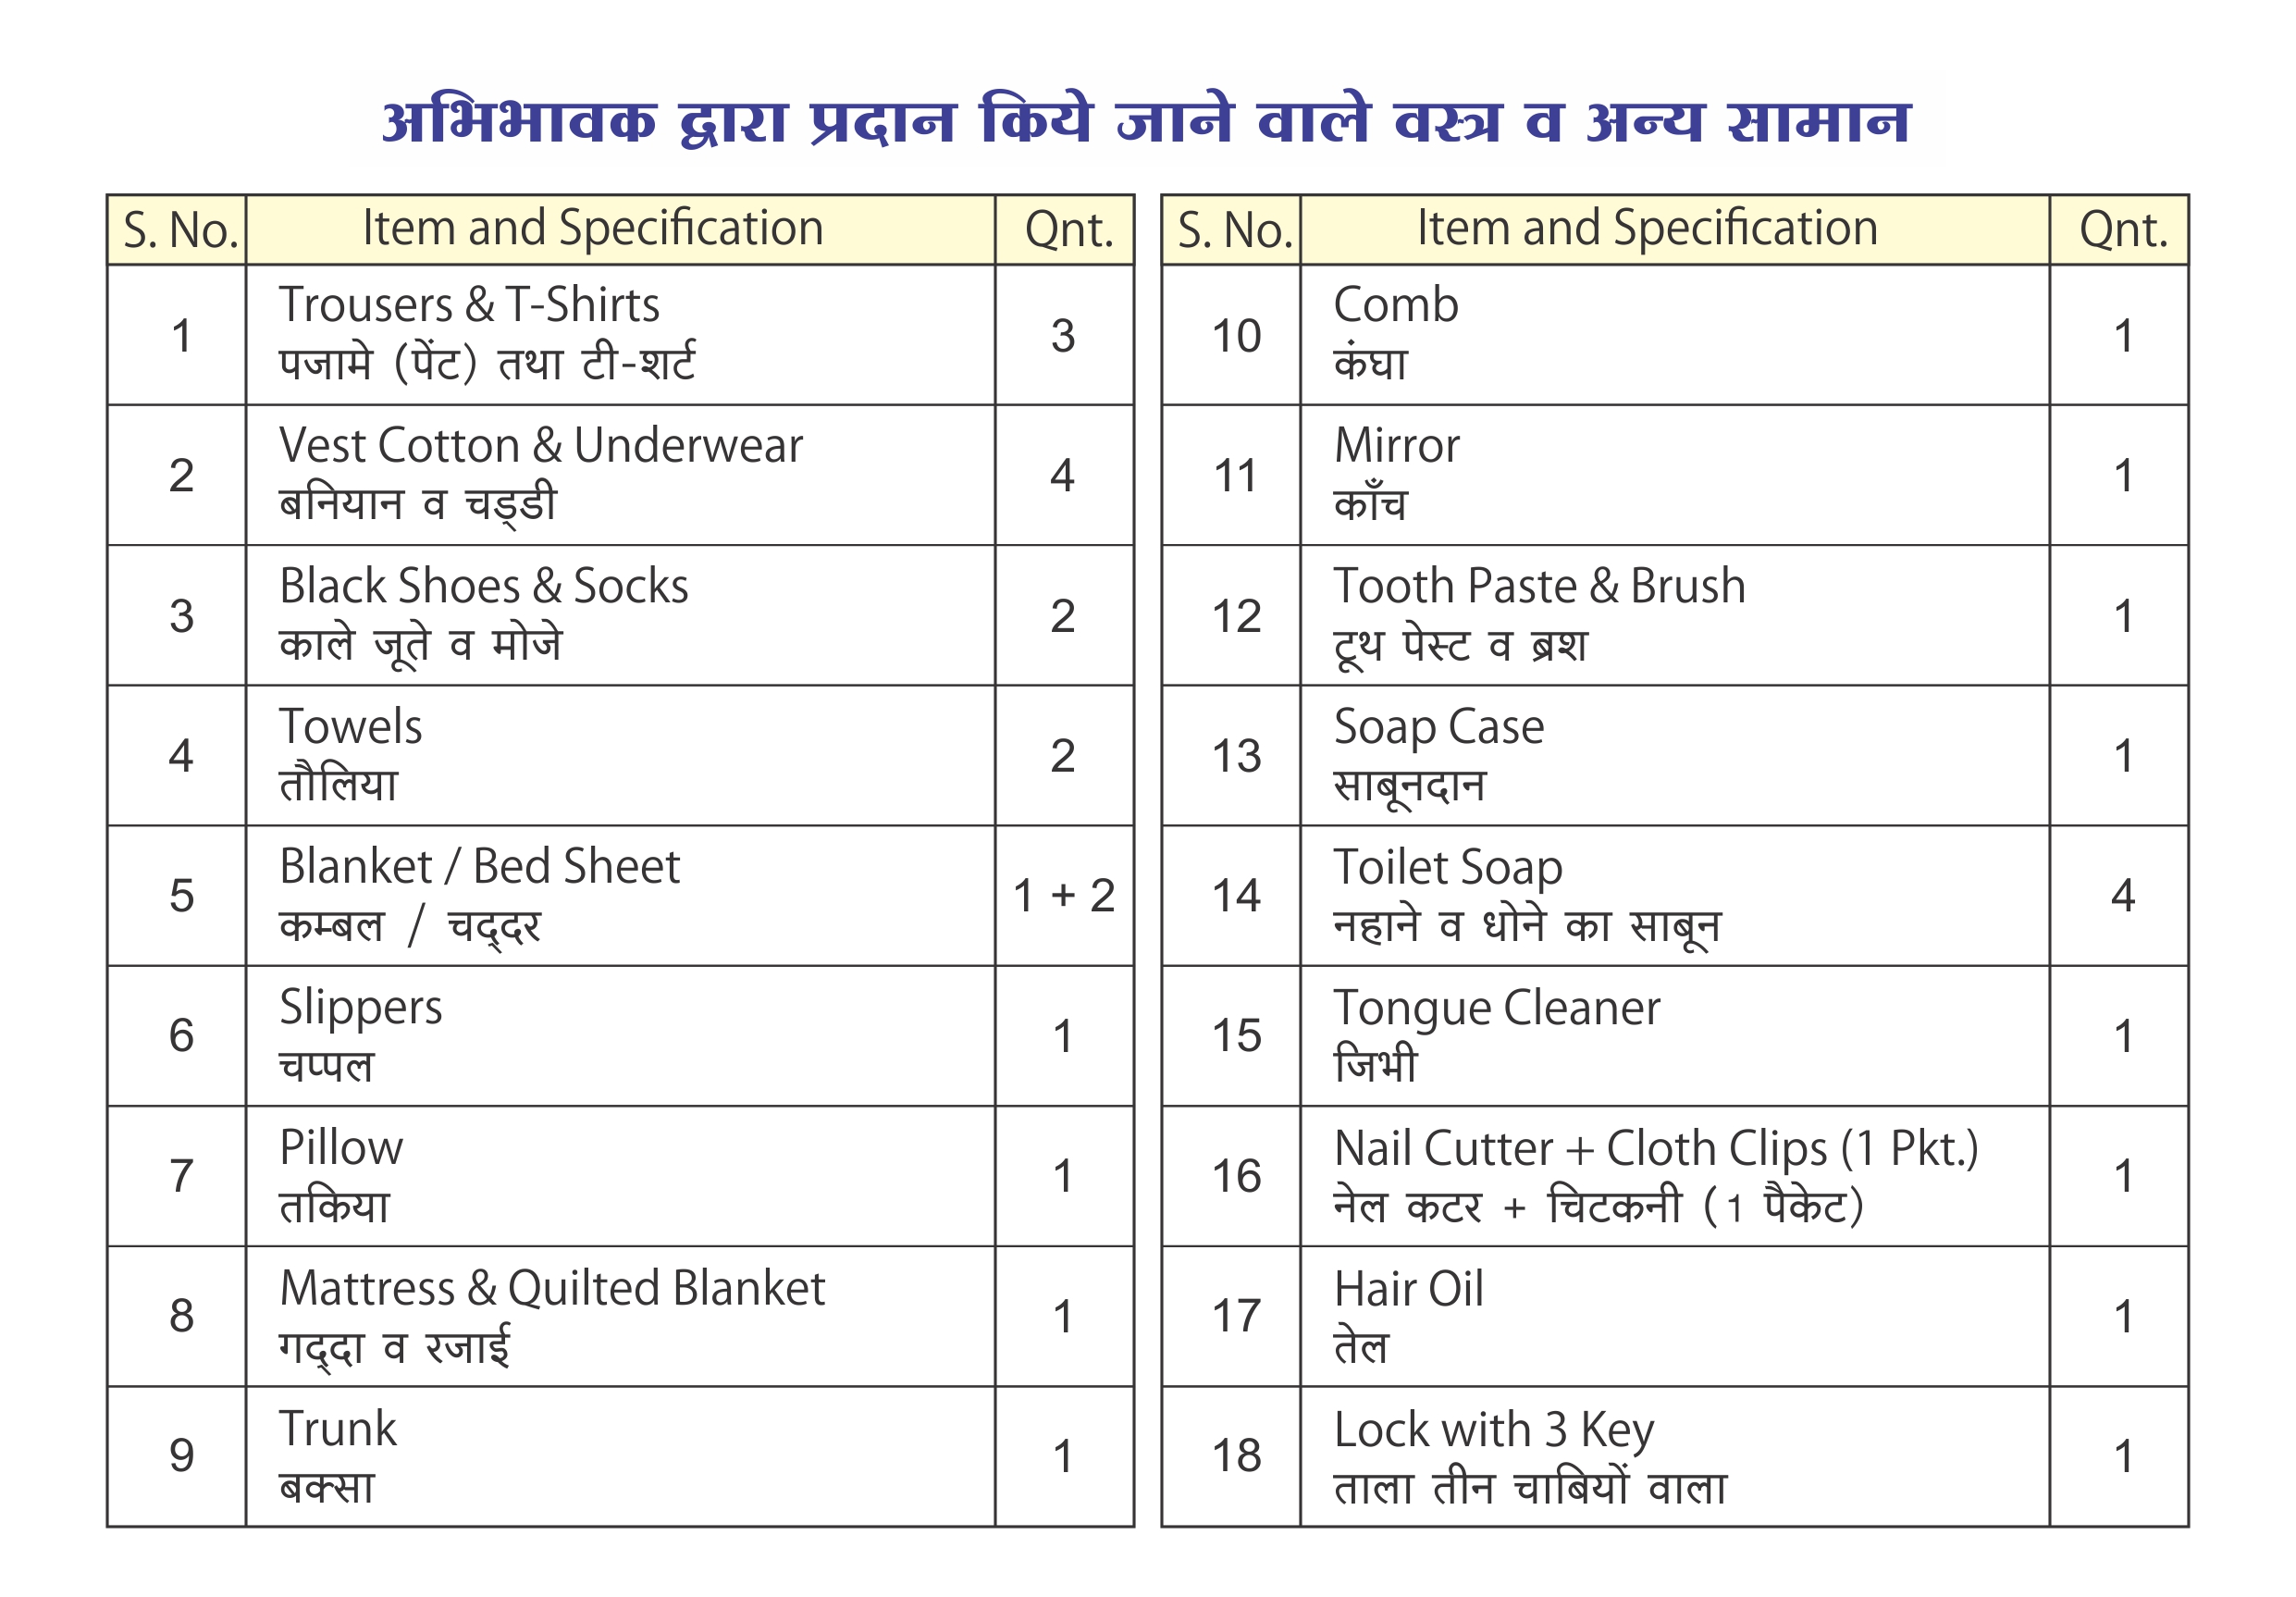 अभिभावक द्वारा प्रदान किये जाने वाले वस्त्र व अन्य सामान
S. No. Item and Specification Qnt.
1 Trousers & T-Shirts 3
पजामे (पेंट) तथा टी-शर्ट
2 Vest Cotton & Underwear 4
बनियान व चड्डी
3 Black Shoes & Socks 2
काले जूते व मोजे
4 Towels 2
तौलिया
5 Blanket / Bed Sheet 1 + 2
कम्बल / चद्दर
6 Slippers 1
चप्पल
7 Pillow 1
तकिया
8 Mattress & Quilted Blanket 1
गद्दा व रजाई
9 Trunk 1
बक्सा
S. No. Item and Specification Qnt.
10 Comb 1
कंघा
11 Mirror 1
काँच
12 Tooth Paste & Brush 1
टूथ पेस्ट व ब्रश
13 Soap Case 1
साबूनदान
14 Toilet Soap 4
नहाने व धोने का साबून
15 Tongue Cleaner 1
जिभी
16 Nail Cutter + Cloth Clips (1 Pkt.) 1
नेल कटर + चिटकनी (1 पैकेट)
17 Hair Oil 1
तेल
18 Lock with 3 Key 1
ताला तीन चाबियों वाला